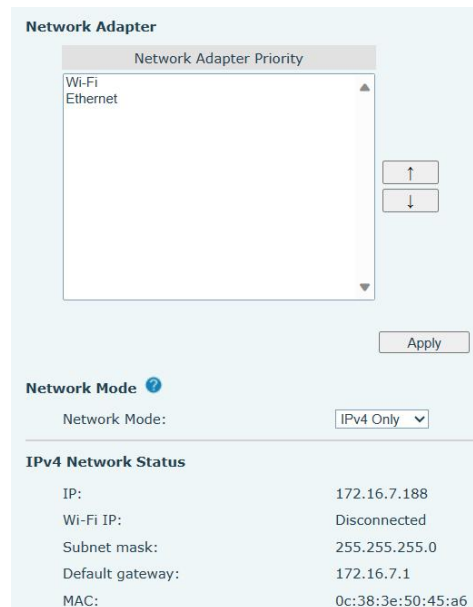 Network Adapter
Network Adapter Priority
Wi-Fi
Ethernet
↑
↓
Apply
Network Mode ?
Network Mode: IPv4 Only
IPv4 Network Status
IP: 172.16.7.188
Wi-Fi IP: Disconnected
Subnet mask: 255.255.255.0
Default gateway: 172.16.7.1
MAC: 0c:38:3e:50:45:a6